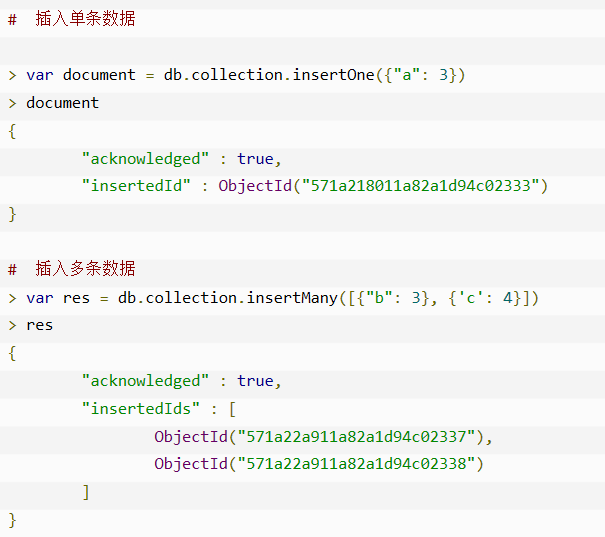 #  插入单条数据
> var document = db.collection.insertOne({"a": 3})
> document
{
        "acknowledged" : true,
        "insertedId" : ObjectId("571a218011a82a1d94c02333")
}
#  插入多条数据
> var res = db.collection.insertMany([{"b": 3}, {'c': 4}])
> res
{
        "acknowledged" : true,
        "insertedIds" : [
                ObjectId("571a22a911a82a1d94c02337"),
                ObjectId("571a22a911a82a1d94c02338")
        ]
}